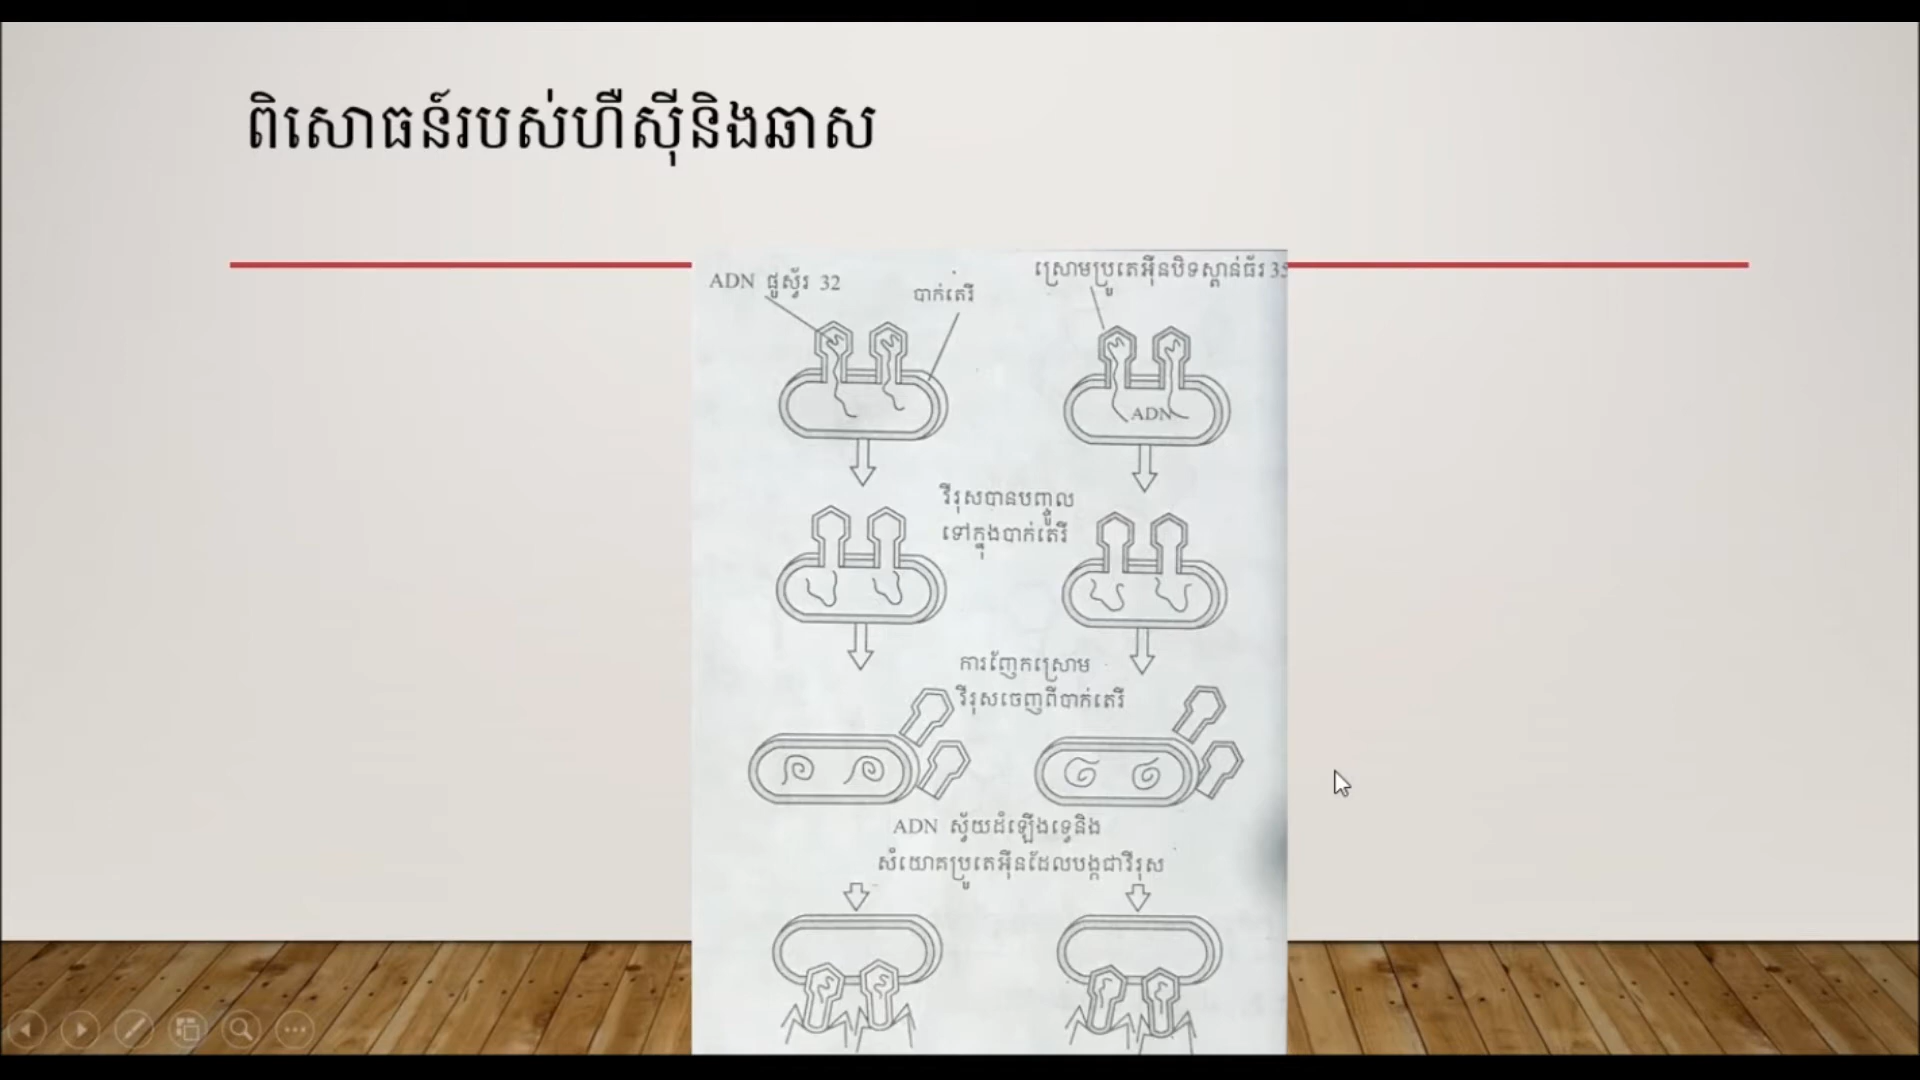 ពិសោធន៍របស់ហឺស៊ីនិងឆាស
ADN ផូស្វ័រ 32
បាក់តេរី
ស្រោមប្រូតេអ៊ីនបិទស្ពាន់ធ័រ 35
ADN
វីរុសបានបញ្ចូល
ទៅក្នុងបាក់តេរី
ការញែកស្រោម
វីរុសចេញពីបាក់តេរី
ADN ស្វ័យដំឡើងទ្វេនិង
សំយោគប្រូតេអ៊ីនដែលបង្កជាវីរុស